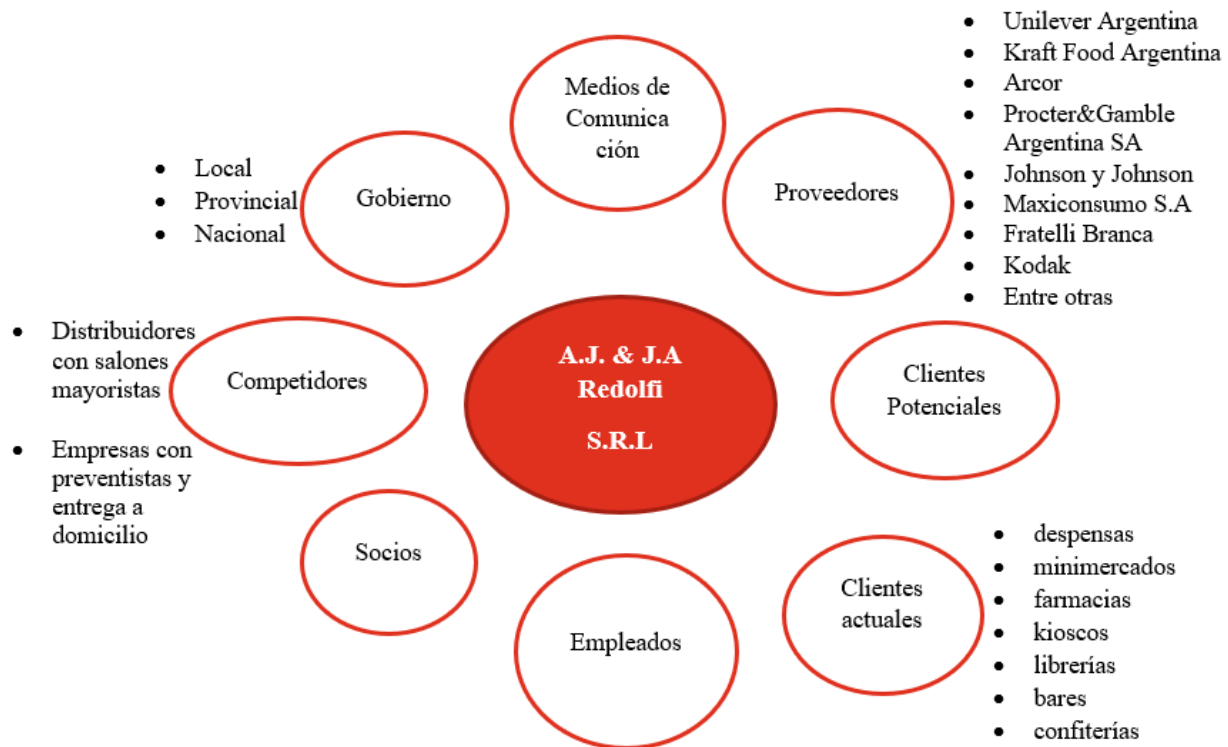 Medios de
Comunica
ción
• Unilever Argentina
• Kraft Food Argentina
• Arcor
• Procter&Gamble
Argentina SA
• Johnson y Johnson
• Maxiconsumo S.A
• Fratelli Branca
• Kodak
• Entre otras
Proveedores
• Local
• Provincial
• Nacional
Gobierno
• Distribuidores
con salones
mayoristas
• Empresas con
preventistas y
entrega a
domicilio
Competidores
A.J. & J.A
Redolfi
S.R.L
Clientes
Potenciales
Socios
Empleados
Clientes
actuales
• despensas
• minimercados
• farmacias
• kioscos
• librerías
• bares
• confiterías